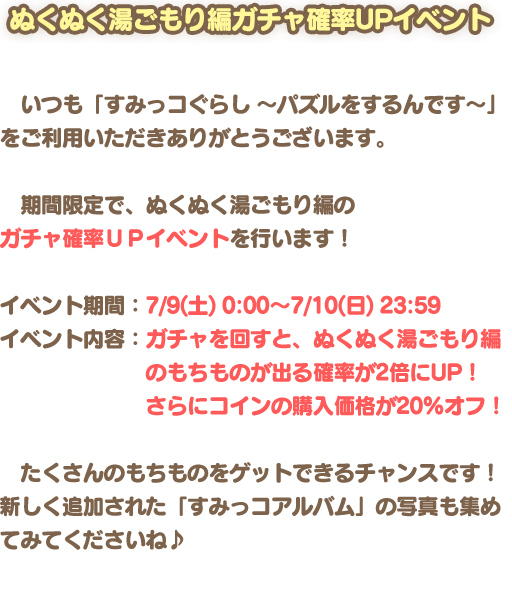 ぬくぬく湯ごもり編ガチャ確率UPイベント
いつも「すみっコぐらし ～パズルをするんです～」
をご利用いただきありがとうございます。
期間限定で、ぬくぬく湯ごもり編の
ガチャ確率ＵＰイベントを行います！
イベント期間：7/9(土) 0:00～7/10(日) 23:59
イベント内容：ガチャを回すと、ぬくぬく湯ごもり編
のもちものが出る確率が2倍にUP！
さらにコインの購入価格が20%オフ！
たくさんのもちものをゲットできるチャンスです！
新しく追加された「すみっコアルバム」の写真も集め
てみてくださいね♪